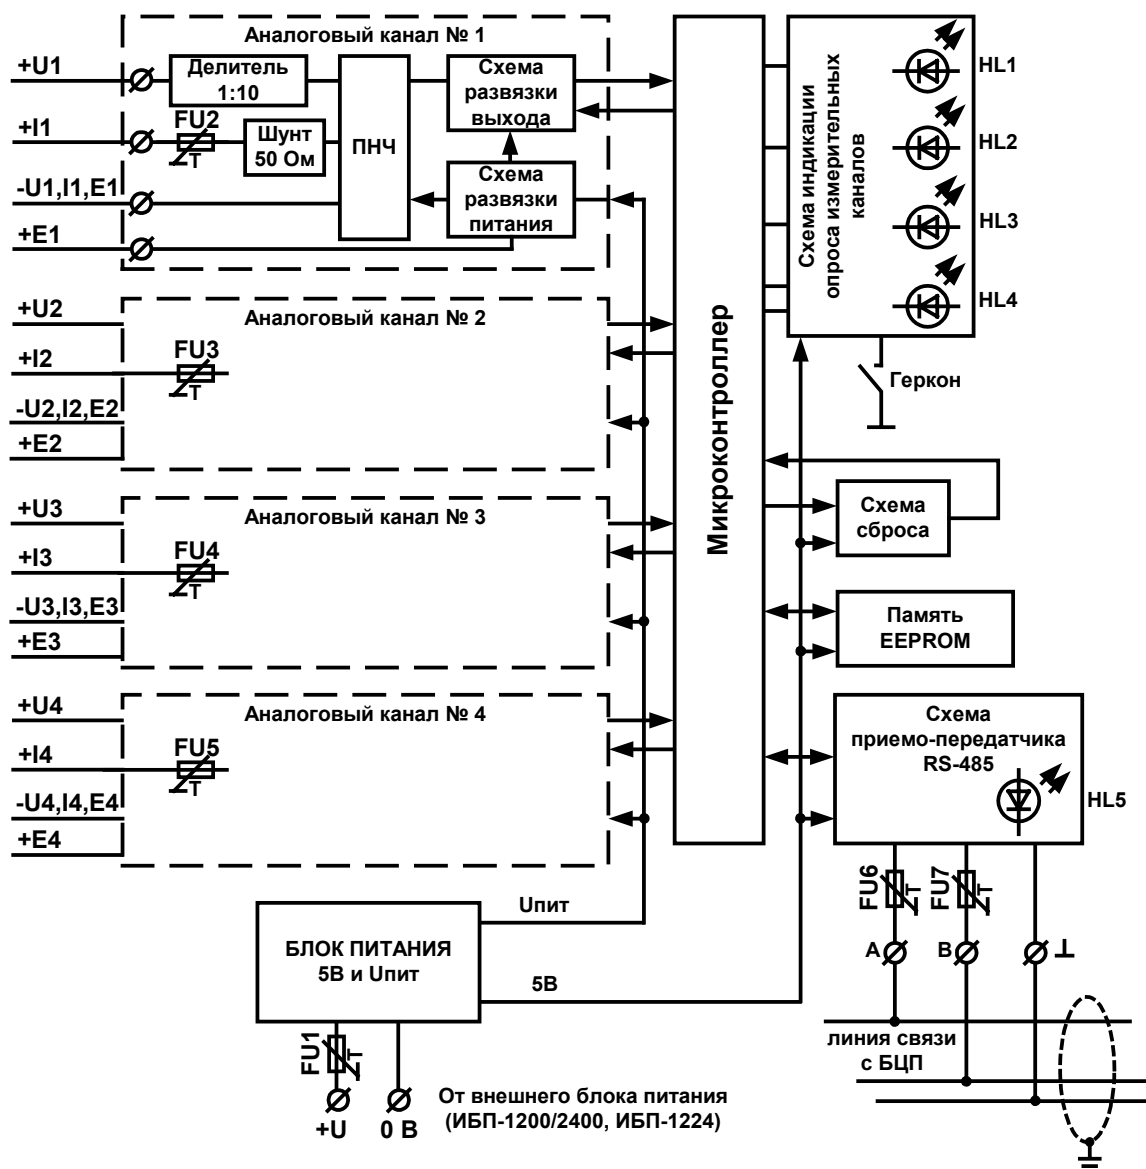 Аналоговый канал № 1
+U1
Делитель
1:10
Схема
развязки
выхода
+I1
FU2
T
Шунт
50 Ом
ПНЧ
-U1,I1,E1
Схема
развязки
питания
+E1
Аналоговый канал № 2
+U2
+I2
FU3
T
-U2,I2,E2
+E2
Аналоговый канал № 3
+U3
+I3
FU4
T
-U3,I3,E3
+E3
Аналоговый канал № 4
+U4
+I4
FU5
T
-U4,I4,E4
+E4
Микроконтроллер
Схема индикации
опроса измерительных
каналов
HL1
HL2
HL3
HL4
Геркон
Схема
сброса
Память
EEPROM
Схема
приемо-передатчика
RS-485
HL5
FU6
T
FU7
T
A
B
⊥
линия связи
с БЦП
Uпит
БЛОК ПИТАНИЯ
5В и Uпит
5В
FU1
T
+U
0 В
От внешнего блока питания
(ИБП-1200/2400, ИБП-1224)